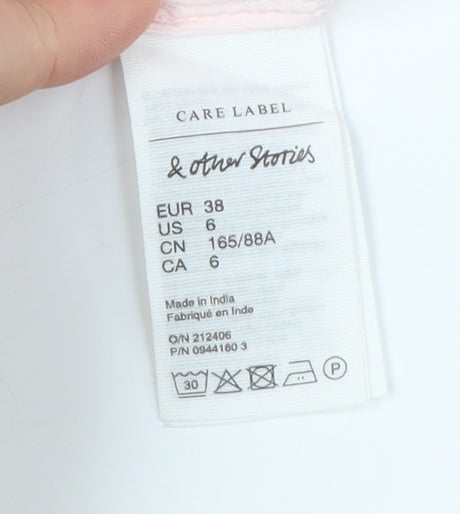 CARE LABEL
& other Stories
EUR 38
US 6
CN 165/88A
CA 6
Made in India
Fabriqué en Inde
O/N 212406
P/N 0944160 3
30 P